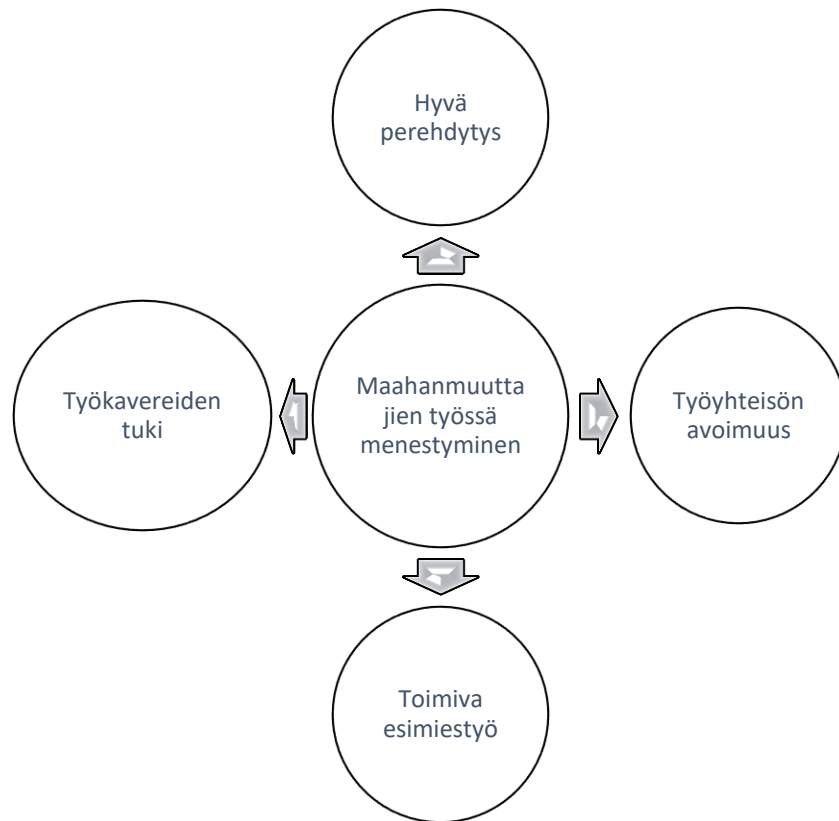 Hyvä
perehdytys
Työkavereiden
tuki
Maahanmuutta
jien työssä
menestyminen
Työyhteisön
avoimuus
Toimiva
esimiestyö